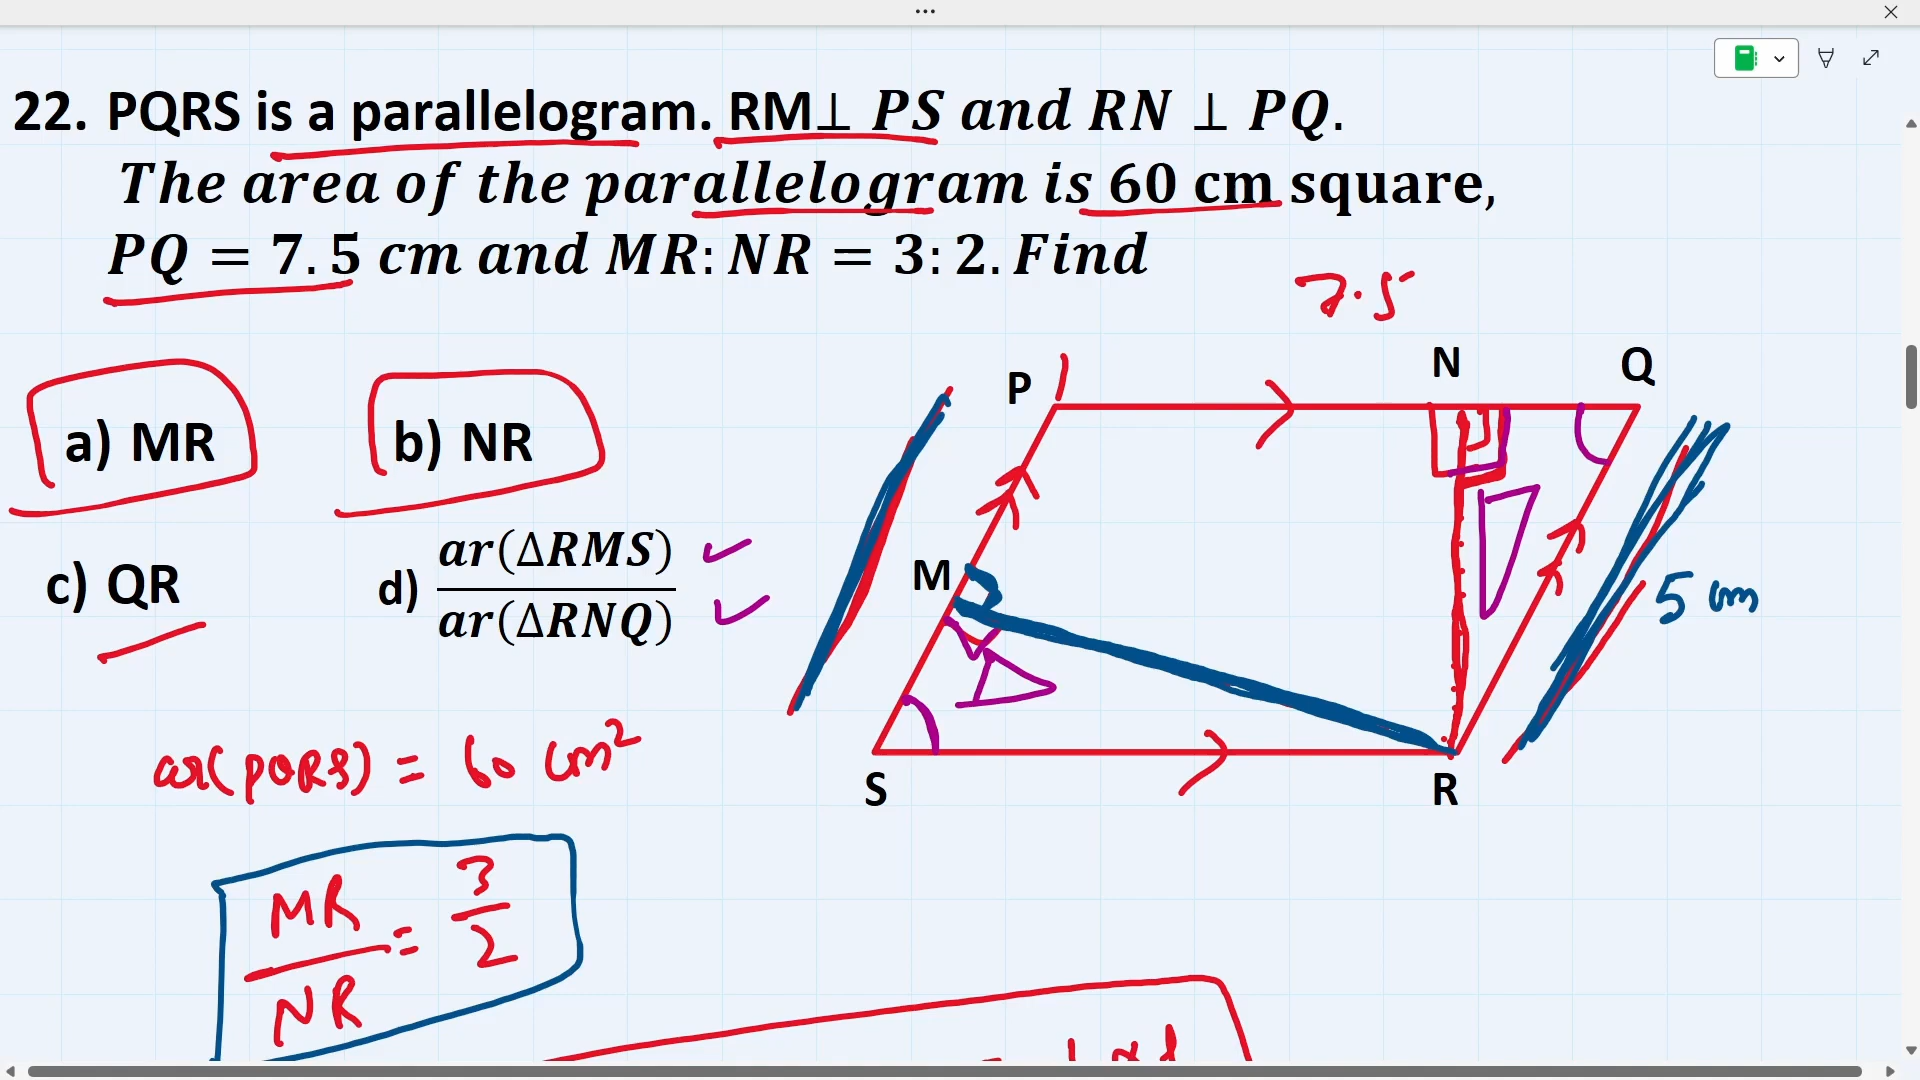 22. PQRS is a parallelogram. RM⊥ PS and RN ⊥ PQ.
The area of the parallelogram is 60 cm square,
PQ = 7.5 cm and MR: NR = 3: 2. Find
7.5
N Q
P
a) MR b) NR
M
c) QR d) ar(ΔRMS)
ar(ΔRNQ)
5 cm
S R
ar(PQRS) = 60 cm²
MR = 3
NR 2